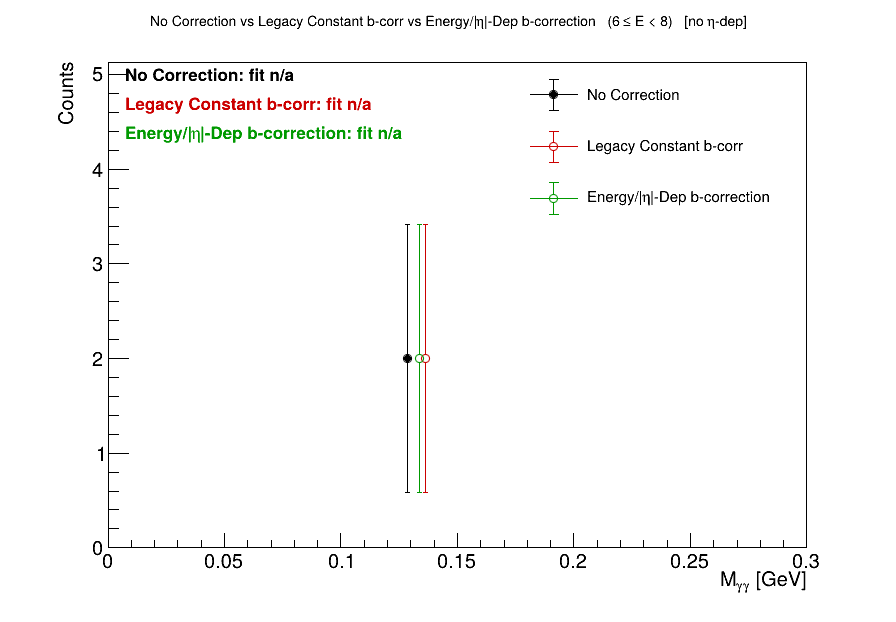 No Correction vs Legacy Constant b-corr vs Energy/|η|-Dep b-correction (6 ≤ E < 8) [no η-dep]
Counts
No Correction: fit n/a
Legacy Constant b-corr: fit n/a
Energy/|η|-Dep b-correction: fit n/a
No Correction
Legacy Constant b-corr
Energy/|η|-Dep b-correction
5
4
3
2
1
0
0 0.05 0.1 0.15 0.2 0.25 0.3
Mγγ [GeV]